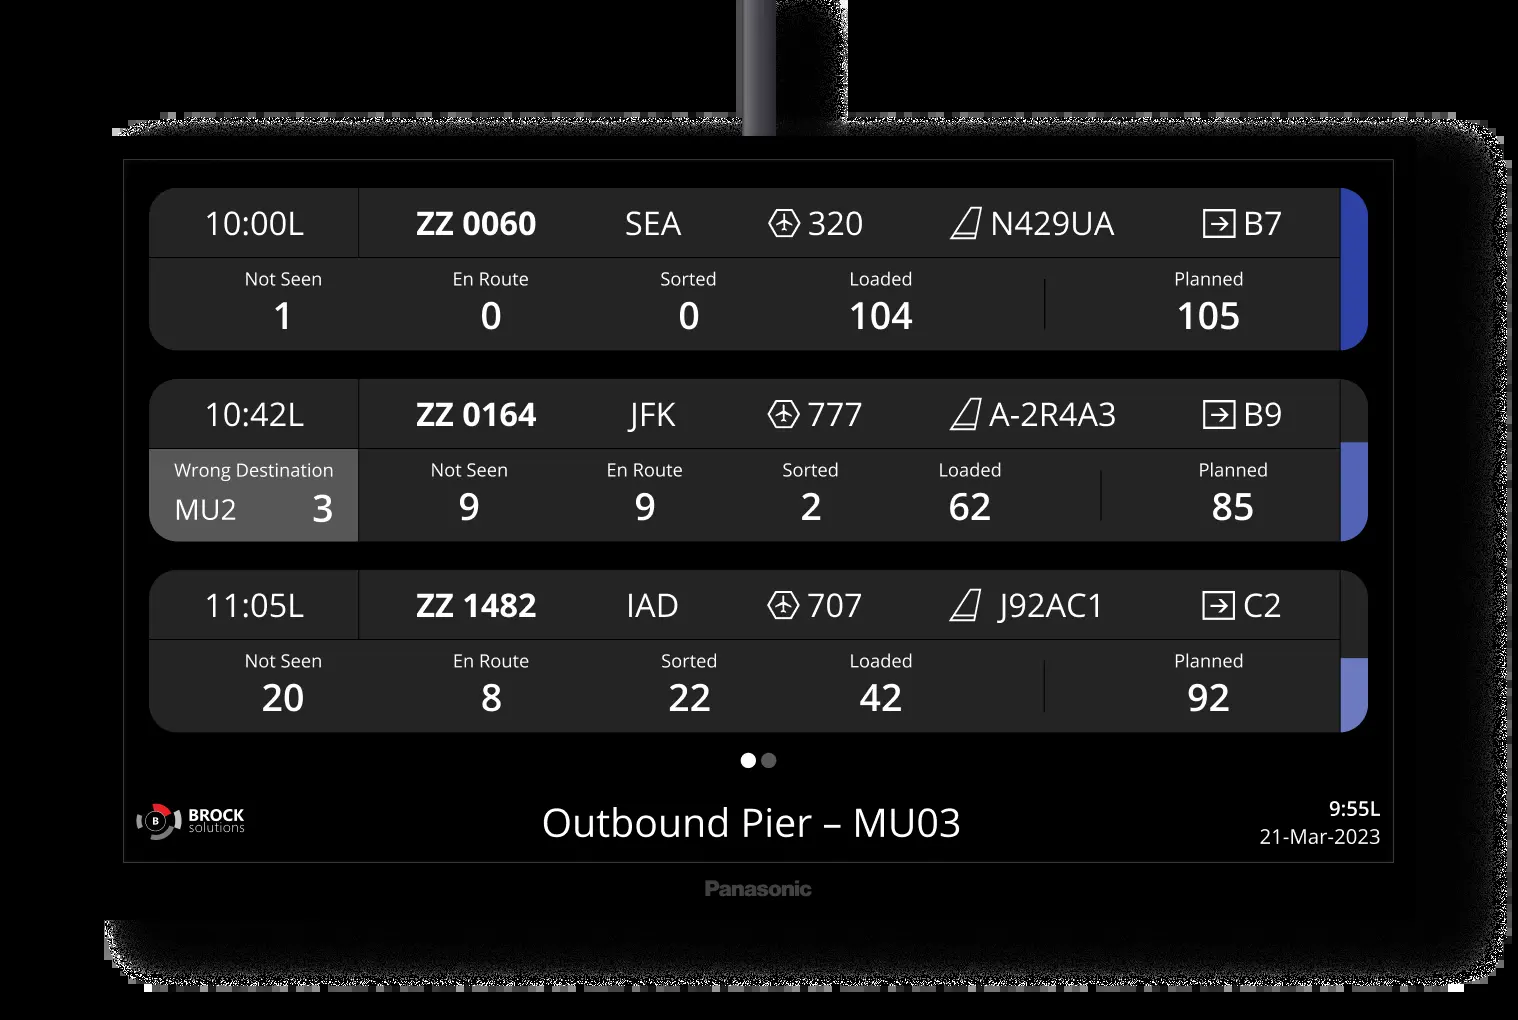 10:00L ZZ 0060 SEA 320 N429UA B7
Not Seen En Route Sorted Loaded Planned
1 0 0 104 105
10:42L ZZ 0164 JFK 777 A-2R4A3 B9
Wrong Destination Not Seen En Route Sorted Loaded Planned
MU2 3 9 9 2 62 85
11:05L ZZ 1482 IAD 707 J92AC1 C2
Not Seen En Route Sorted Loaded Planned
20 8 22 42 92
B BROCK
solutions
Outbound Pier – MU03
9:55L
21-Mar-2023
Panasonic